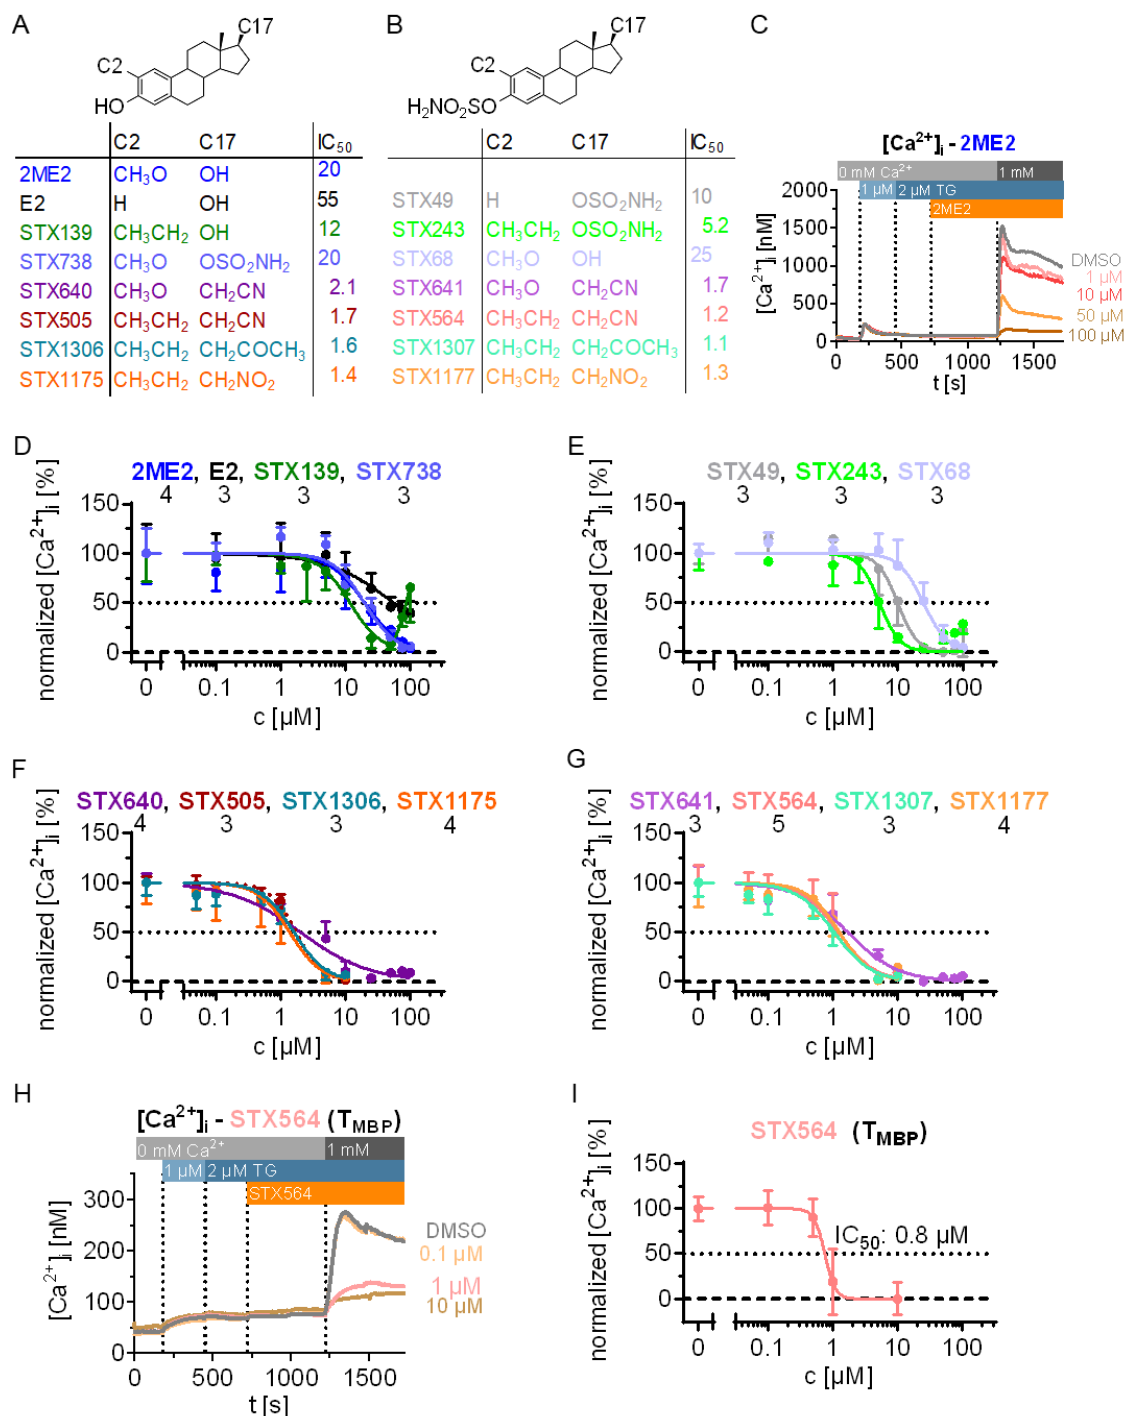 A
C17
C2
HO
C2 C17 IC50
2ME2 CH3O OH 20
E2 H OH 55
STX139 CH3CH2 OH 12
STX738 CH3O OSO2NH2 20
STX640 CH3O CH2CN 2.1
STX505 CH3CH2 CH2CN 1.7
STX1306 CH3CH2 CH2COCH3 1.6
STX1175 CH3CH2 CH2NO2 1.4
B
C17
C2
H2NO2SO
C2 C17 IC50
STX49 H OSO2NH2 10
STX243 CH3CH2 OSO2NH2 5.2
STX68 CH3O OH 25
STX641 CH3O CH2CN 1.7
STX564 CH3CH2 CH2CN 1.2
STX1307 CH3CH2 CH2COCH3 1.1
STX1177 CH3CH2 CH2NO2 1.3
C
[Ca2+]i - 2ME2
0 mM Ca2+ 1 mM
1 µM 2 µM TG
2ME2
[Ca2+]i [nM]
2000
1500
1000
500
0
DMSO
1 µM
10 µM
50 µM
100 µM
0 500 1000 1500
t [s]
D
2ME2, E2, STX139, STX738
4 3 3 3
normalized [Ca2+]i [%]
150
100
50
0
0 0.1 1 10 100
c [µM]
E
STX49, STX243, STX68
3 3 3
normalized [Ca2+]i [%]
150
100
50
0
0 0.1 1 10 100
c [µM]
F
STX640, STX505, STX1306, STX1175
4 3 3 4
normalized [Ca2+]i [%]
150
100
50
0
0 0.1 1 10 100
c [µM]
G
STX641, STX564, STX1307, STX1177
3 5 3 4
normalized [Ca2+]i [%]
150
100
50
0
0 0.1 1 10 100
c [µM]
H
[Ca2+]i - STX564 (TMBP)
0 mM Ca2+ 1 mM
1 µM 2 µM TG
STX564
[Ca2+]i [nM]
300
200
100
0
DMSO
0.1 µM
1 µM
10 µM
0 500 1000 1500
t [s]
I
STX564 (TMBP)
normalized [Ca2+]i [%]
150
100
50
0
IC50: 0.8 µM
0 0.1 1 10 100
c [µM]